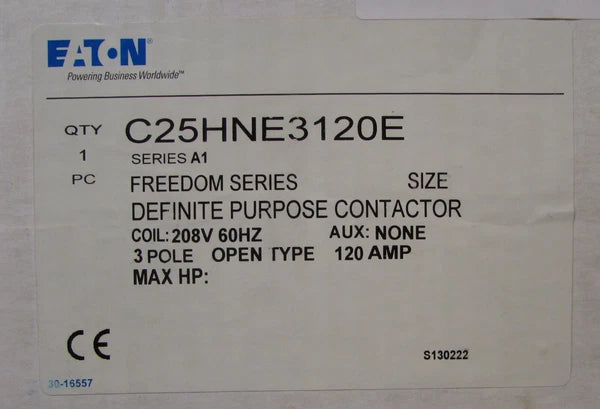 EATON®
Powering Business Worldwide™
QTY C25HNE3120E
1 SERIES A1
PC FREEDOM SERIES SIZE
DEFINITE PURPOSE CONTACTOR
COIL: 208V 60HZ AUX: NONE
3 POLE OPEN TYPE 120 AMP
MAX HP:
CE
S130222
30-16557